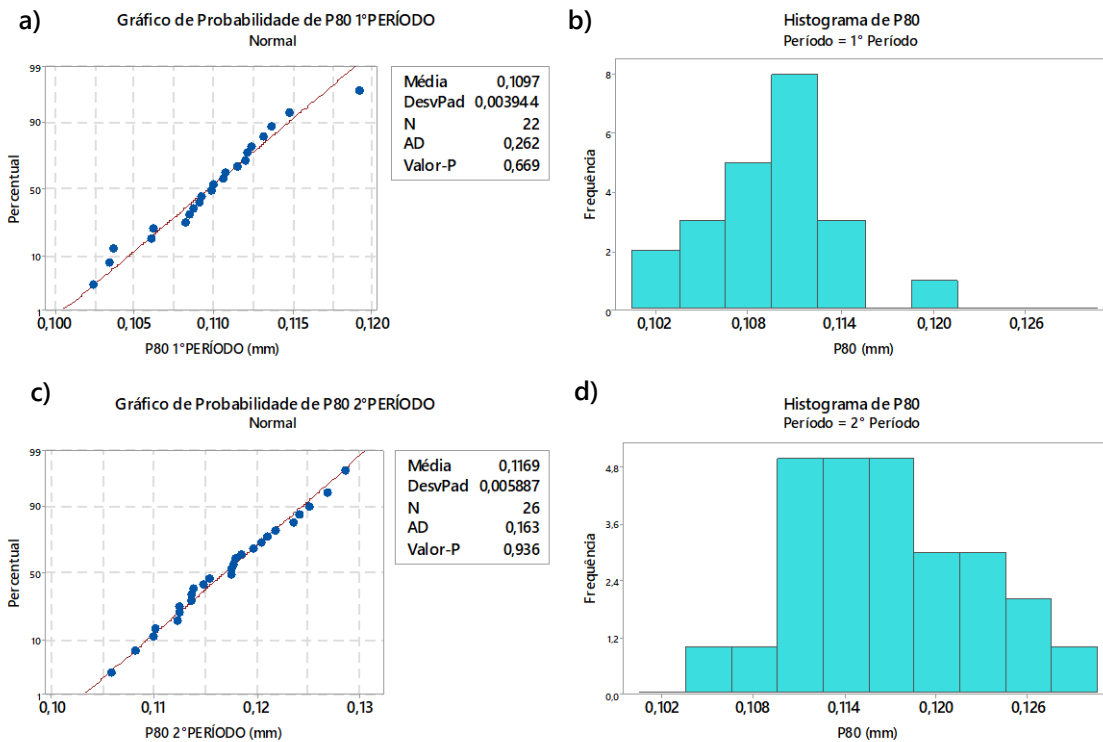 a)
Gráfico de Probabilidade de P80 1°PERÍODO
Normal
99
90
50
10
1
Percentual
0,100 0,105 0,110 0,115 0,120
P80 1°PERÍODO (mm)
Média 0,1097
DesvPad 0,003944
N 22
AD 0,262
Valor-P 0,669
b)
Histograma de P80
Período = 1° Período
8
6
4
2
0
Frequência
0,102 0,108 0,114 0,120 0,126
P80 (mm)
c)
Gráfico de Probabilidade de P80 2°PERÍODO
Normal
99
90
50
10
1
Percentual
0,10 0,11 0,12 0,13
P80 2°PERÍODO (mm)
Média 0,1169
DesvPad 0,005887
N 26
AD 0,163
Valor-P 0,936
d)
Histograma de P80
Período = 2° Período
4,8
3,6
2,4
1,2
0,0
Frequência
0,102 0,108 0,114 0,120 0,126
P80 (mm)